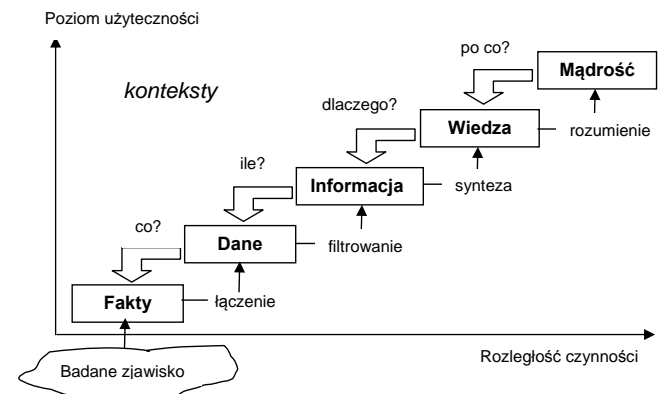 Poziom użyteczności
po co?
Mądrość
konteksty
dlaczego?
Wiedza
rozumienie
ile?
Informacja
synteza
co?
Dane
filtrowanie
Fakty
łączenie
Rozległość czynności
Badane zjawisko